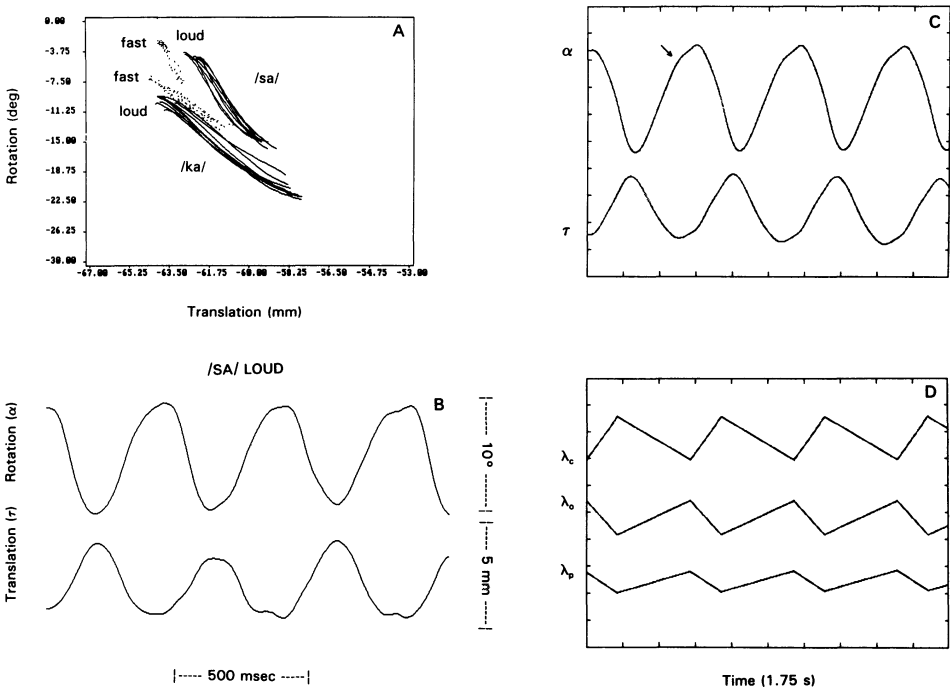 A
0.00
-3.75
-7.50
-11.25
-15.00
-18.75
-22.50
-26.25
-30.00
Rotation (deg)
fast
loud
/sa/
fast
loud
/ka/
-67.00 -65.25 -63.50 -61.75 -60.00 -58.25 -56.50 -54.75 -53.00
Translation (mm)
/SA/ LOUD
B
Rotation (α)
Translation (τ)
|---- 10° ----|
|---- 5 mm ----|
|----- 500 msec -----|
C
α
τ
D
λc
λo
λp
Time (1.75 s)